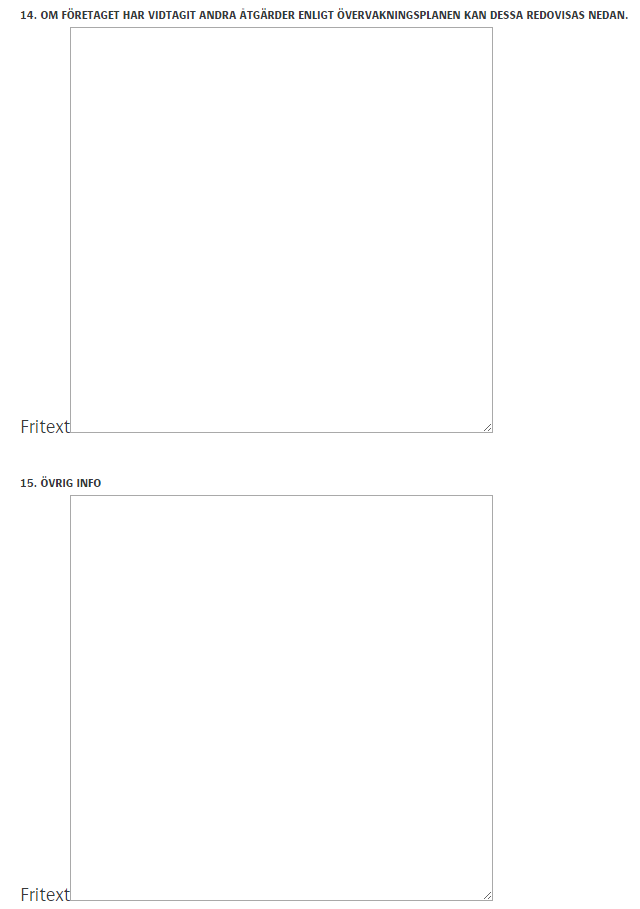 14. OM FÖRETAGET HAR VIDTAGIT ANDRA ÅTGÄRDER ENLIGT ÖVERVAKNINGSPLANEN KAN DESSA REDOVISAS NEDAN.
Fritext
15. ÖVRIG INFO
Fritext